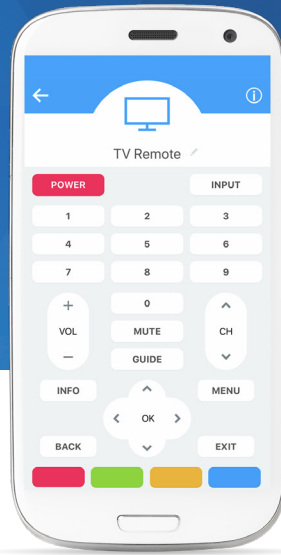 TV Remote
POWER INPUT
1 2 3
4 5 6
7 8 9
+ 0
VOL MUTE CH
− GUIDE
INFO MENU
OK
BACK EXIT